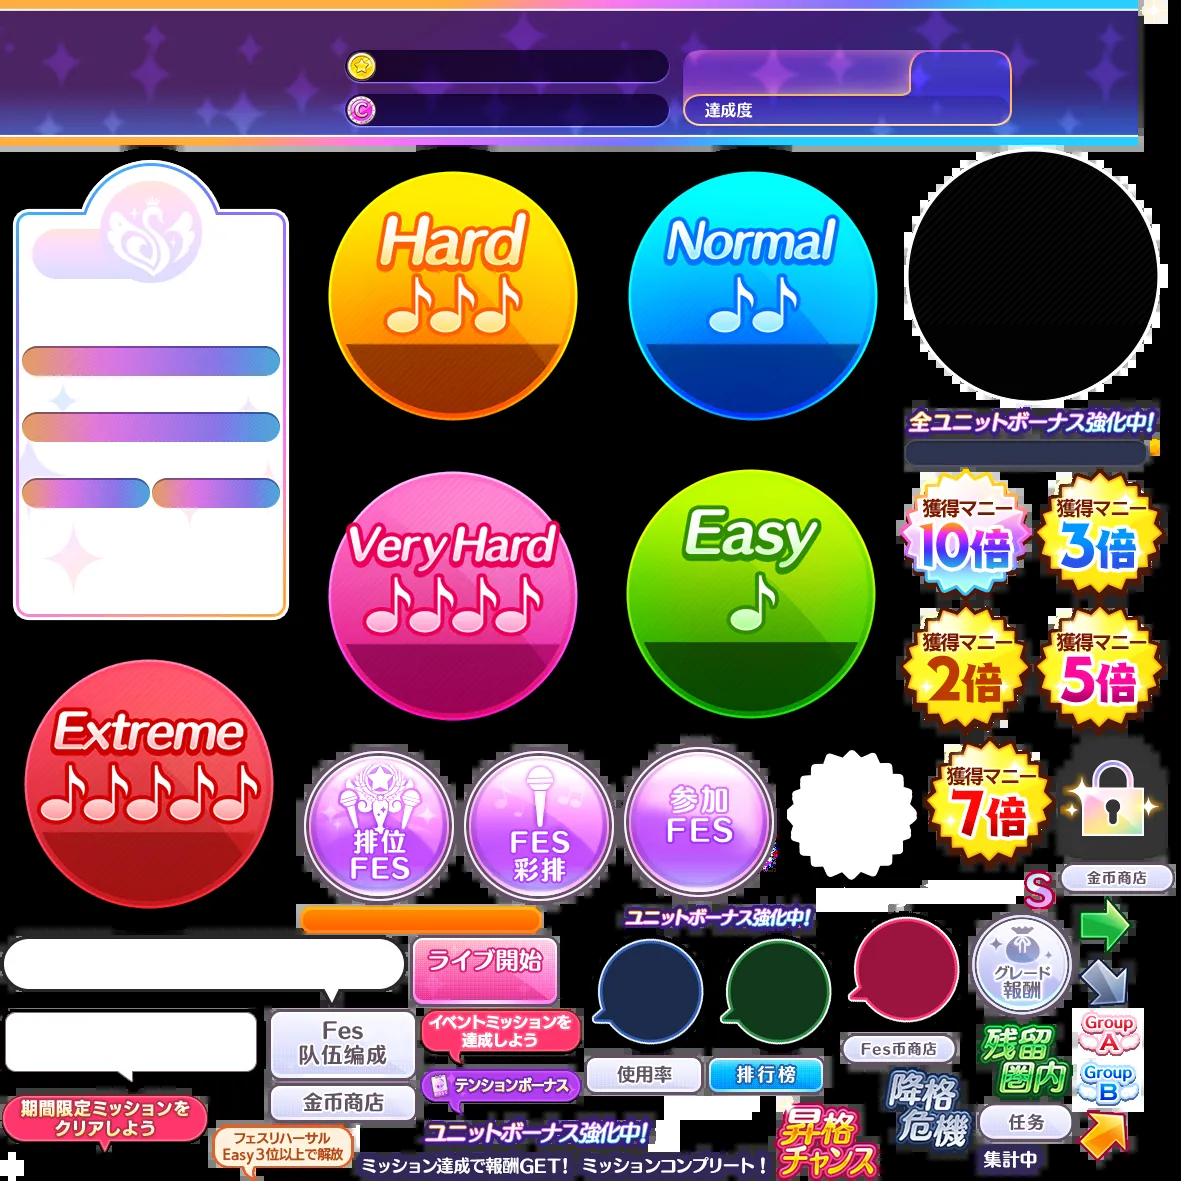 達成度
Hard
Normal
全ユニットボーナス強化中!
獲得マニー
10倍
獲得マニー
3倍
Very Hard
Easy
獲得マニー
2倍
獲得マニー
5倍
Extreme
排位
FES
FES
彩排
参加
FES
獲得マニー
7倍
金币商店
S
ユニットボーナス強化中!
ライブ開始
グレード
報酬
Fes
队伍编成
イベントミッションを
達成しよう
Group
A
残留
圏内
Fes币商店
使用率
排行榜
テンションボーナス
Group
B
金币商店
期間限定ミッションを
クリアしよう
降格
危機
任务
昇格
チャンス
ユニットボーナス強化中!
フェスリハーサル
Easy3位以上で解放
ミッション達成で報酬GET!
ミッションコンプリート!
集計中